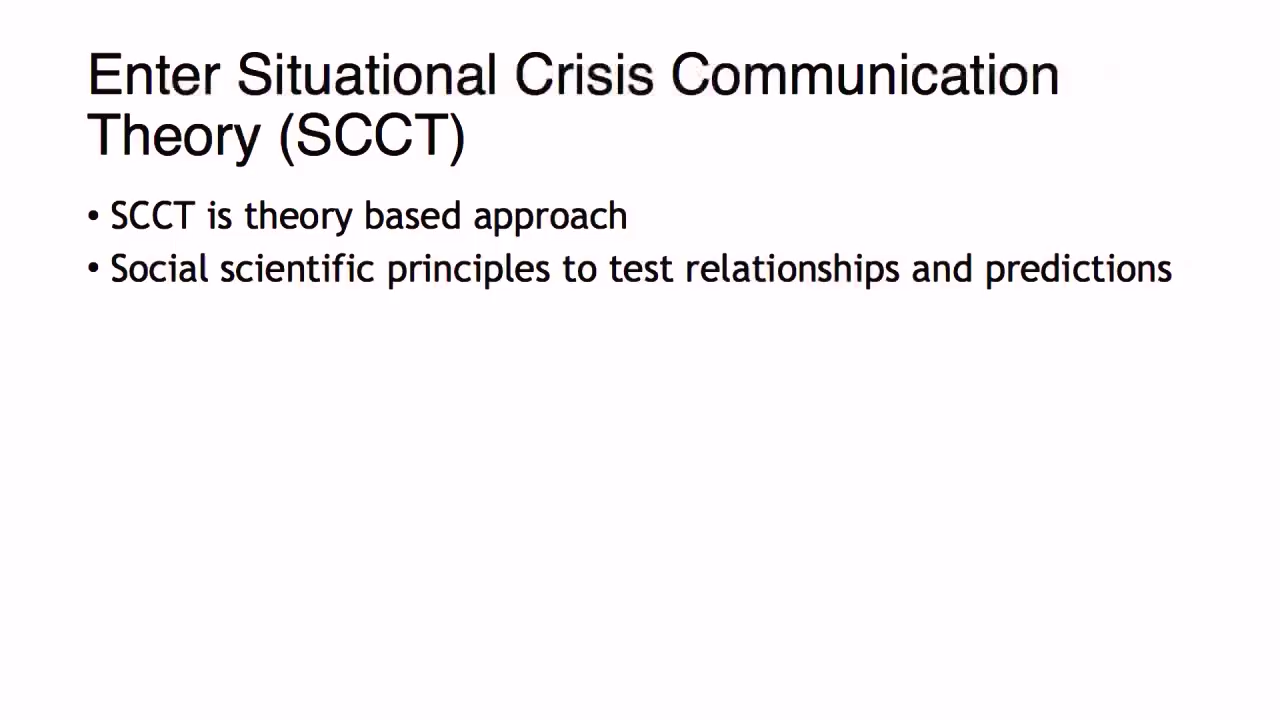 Enter Situational Crisis Communication
Theory (SCCT)
• SCCT is theory based approach
• Social scientific principles to test relationships and predictions